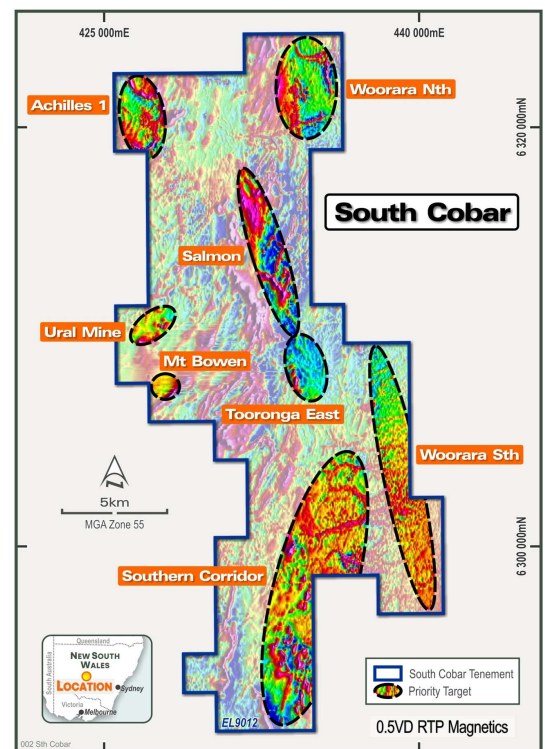 425 000mE
440 000mE
Achilles 1
Woorara Nth
6 320 000mN
South Cobar
Salmon
Ural Mine
Mt Bowen
Tooronga East
Woorara Sth
5km
MGA Zone 55
6 300 000mN
Southern Corridor
Queensland
South Australia
NEW SOUTH
WALES
LOCATION
Sydney
Victoria
Melbourne
EL9012
South Cobar Tenement
Priority Target
0.5VD RTP Magnetics
002 Sth Cobar